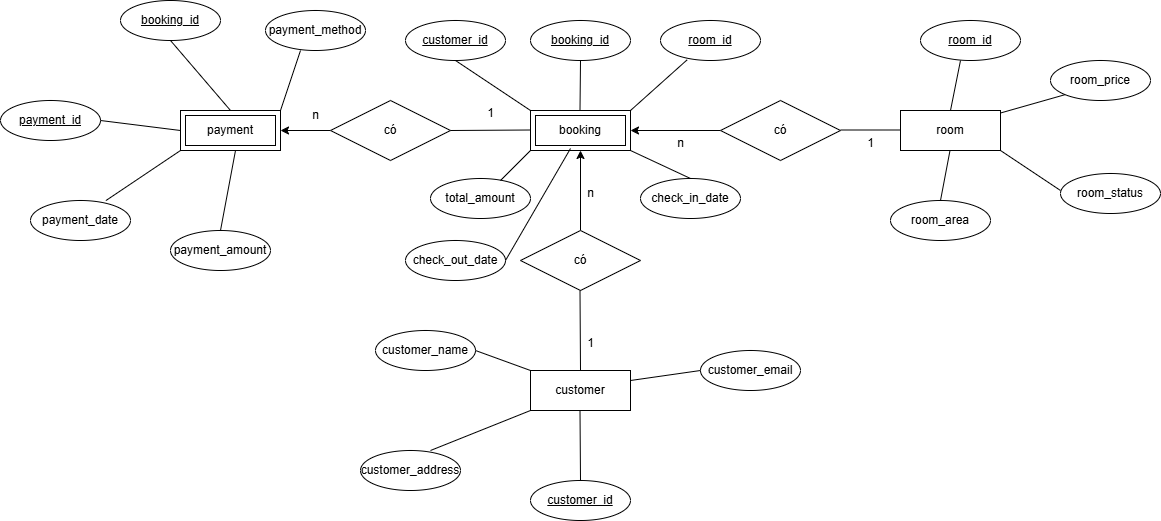 booking_id
payment_method
customer_id
booking_id
room_id
room_id
room_price
payment_id
payment
n
có
1
booking
n
có
1
room
payment_date
payment_amount
total_amount
check_out_date
check_in_date
n
có
room_area
room_status
1
customer_name
customer_email
customer
customer_address
customer_id